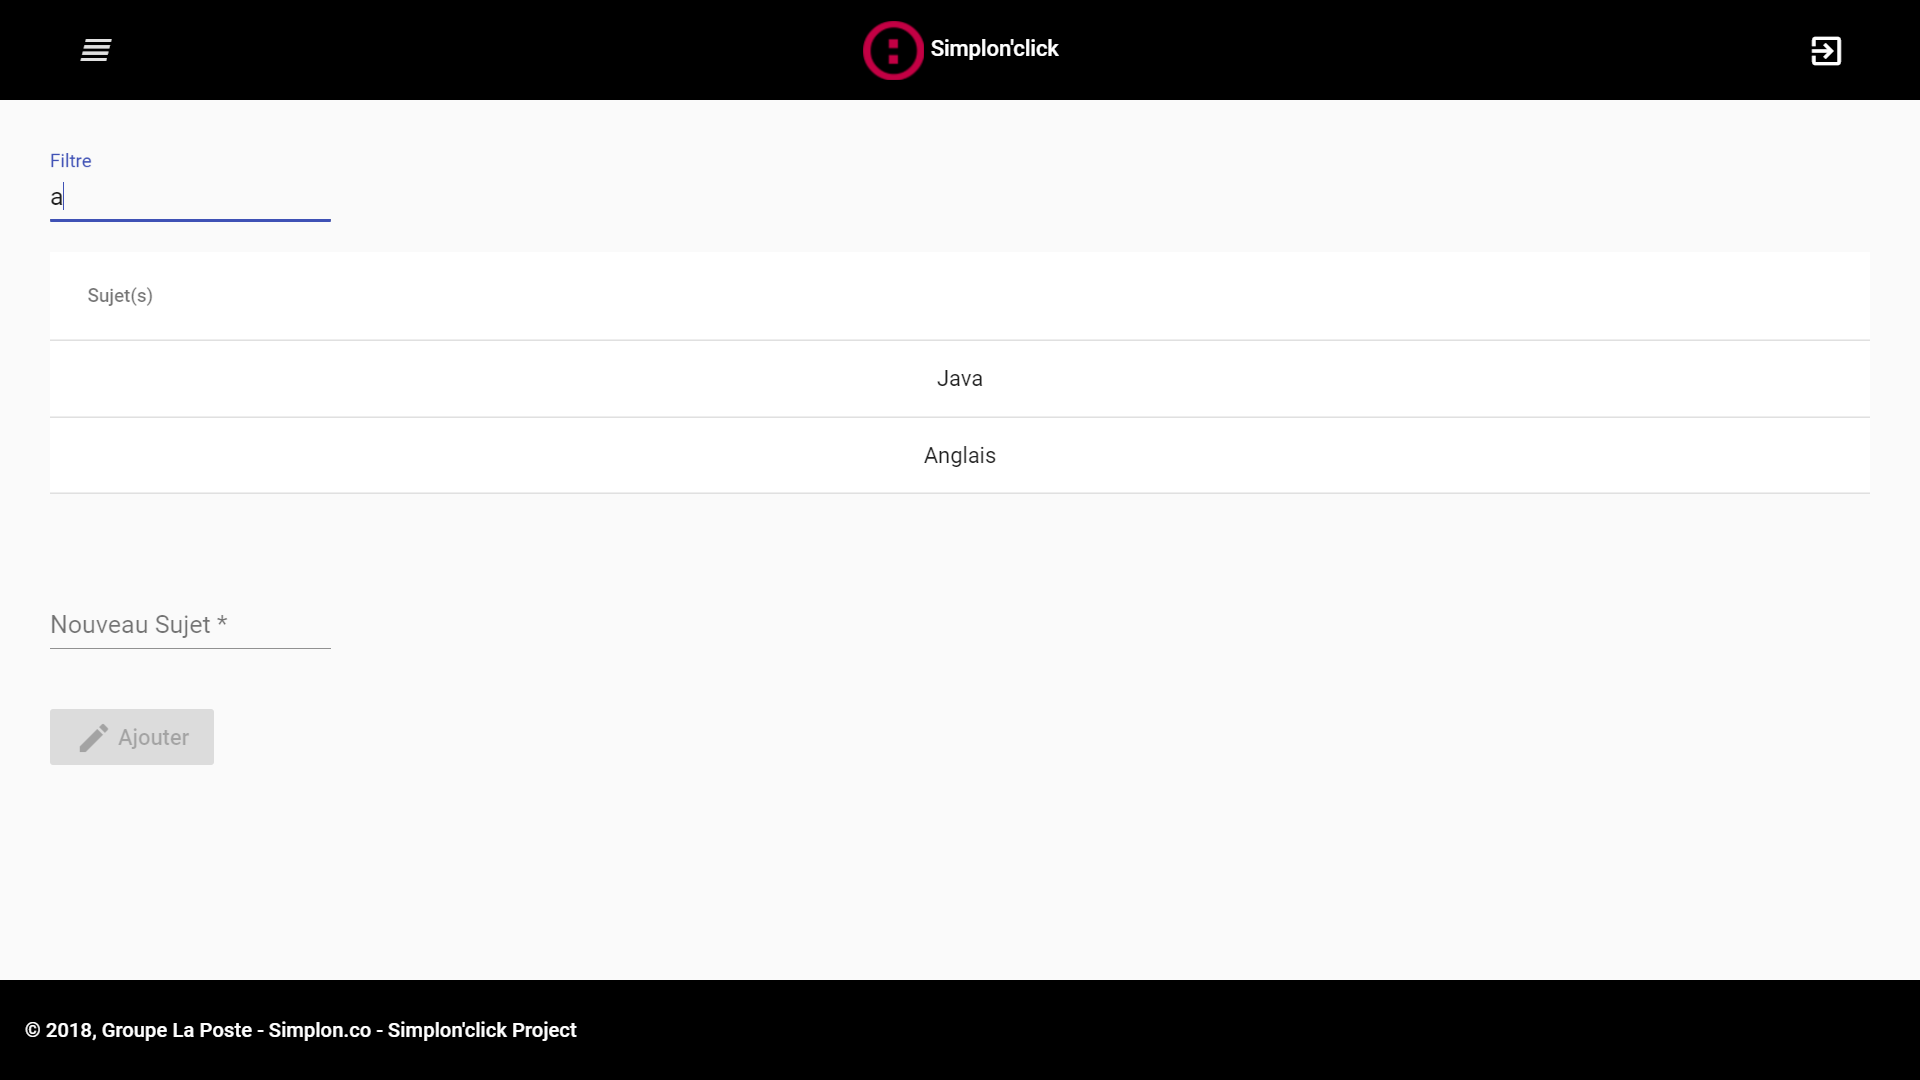 Simplon'click
Filtre
a
Sujet(s)
Java
Anglais
Nouveau Sujet *
Ajouter
© 2018, Groupe La Poste - Simplon.co - Simplon'click Project